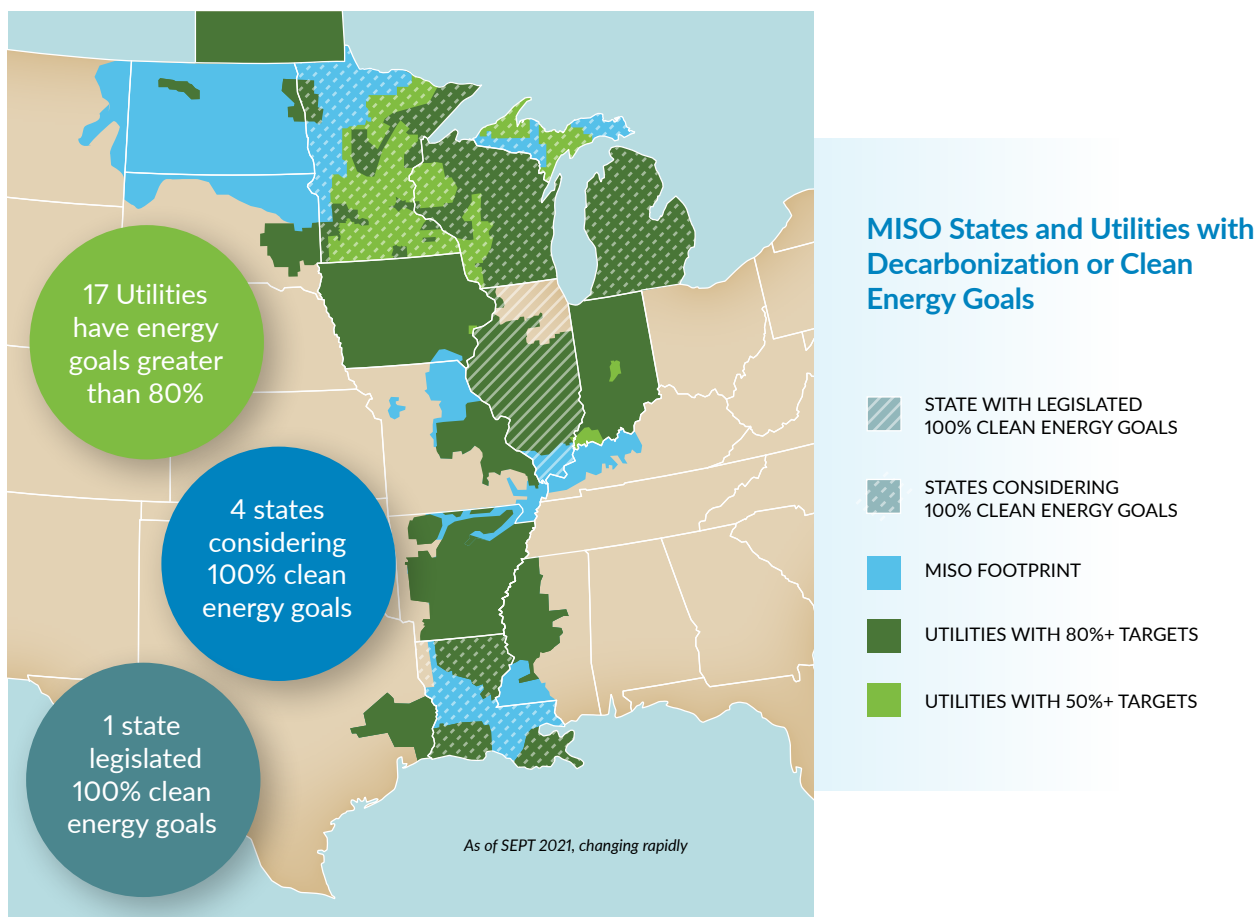 17 Utilities
have energy
goals greater
than 80%
4 states
considering
100% clean
energy goals
1 state
legislated
100% clean
energy goals
As of SEPT 2021, changing rapidly
MISO States and Utilities with
Decarbonization or Clean
Energy Goals
STATE WITH LEGISLATED
100% CLEAN ENERGY GOALS
STATES CONSIDERING
100% CLEAN ENERGY GOALS
MISO FOOTPRINT
UTILITIES WITH 80%+ TARGETS
UTILITIES WITH 50%+ TARGETS